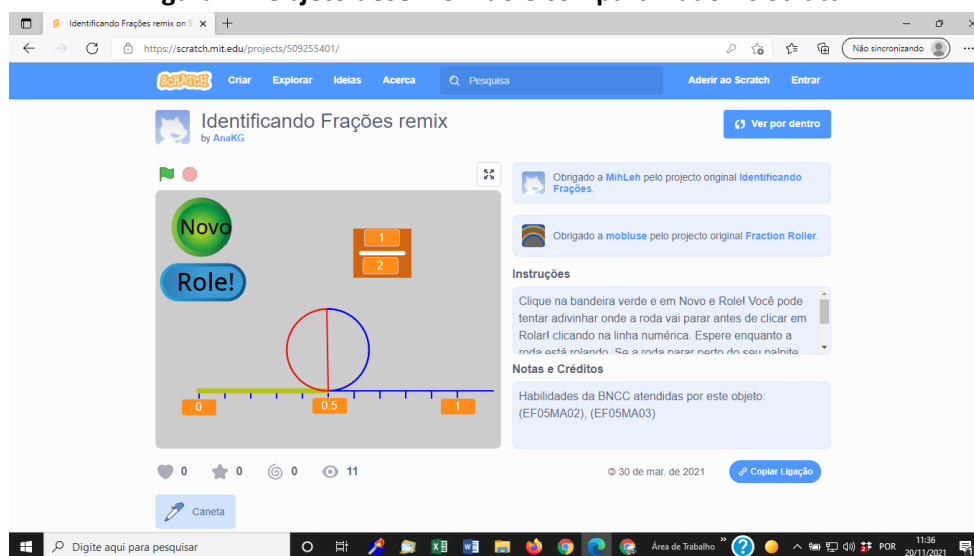 Identificando Frações remix on S
https://scratch.mit.edu/projects/509255401/
Não sincronizando
SCRATCH Criar Explorar Ideias Acerca Pesquisa Aderir ao Scratch Entrar
Identificando Frações remix
by AnaKG
Ver por dentro
Novo
Role!
1
2
0
0.5
1
Obrigado a MihLeh pelo projecto original Identificando
Frações.
Obrigado a mobluse pelo projecto original Fraction Roller.
Instruções
Clique na bandeira verde e em Novo e Role! Você pode
tentar adivinhar onde a roda vai parar antes de clicar em
Rolar! clicando na linha numérica. Espere enquanto a
roda está rolando. Se a roda parar perto do seu palpite
Notas e Créditos
Habilidades da BNCC atendidas por este objeto:
(EF05MA02), (EF05MA03)
0 0 0 11
© 30 de mar. de 2021
Copiar Ligação
Caneta
Digite aqui para pesquisar
Área de Trabalho
POR
11:36
20/11/2021